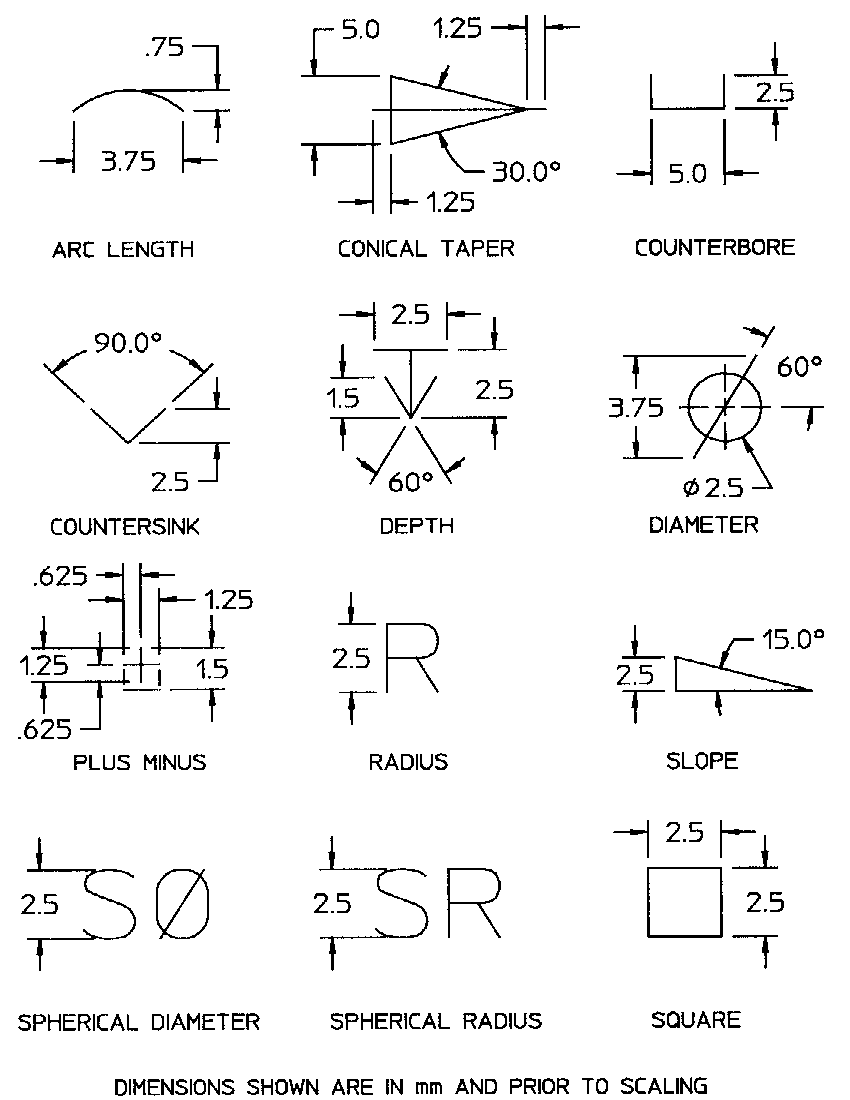 .75
5.0
1.25
2.5
3.75
30.0°
5.0
1.25
ARC LENGTH
CONICAL TAPER
COUNTERBORE
90.0°
2.5
60°
1.5
2.5
3.75
2.5
60°
Ø 2.5
COUNTERSINK
DEPTH
DIAMETER
.625
1.25
1.25
1.5
2.5
15.0°
2.5
.625
PLUS MINUS
RADIUS
SLOPE
2.5
2.5
SØ
2.5
SR
2.5
SPHERICAL DIAMETER
SPHERICAL RADIUS
SQUARE
DIMENSIONS SHOWN ARE IN mm AND PRIOR TO SCALING